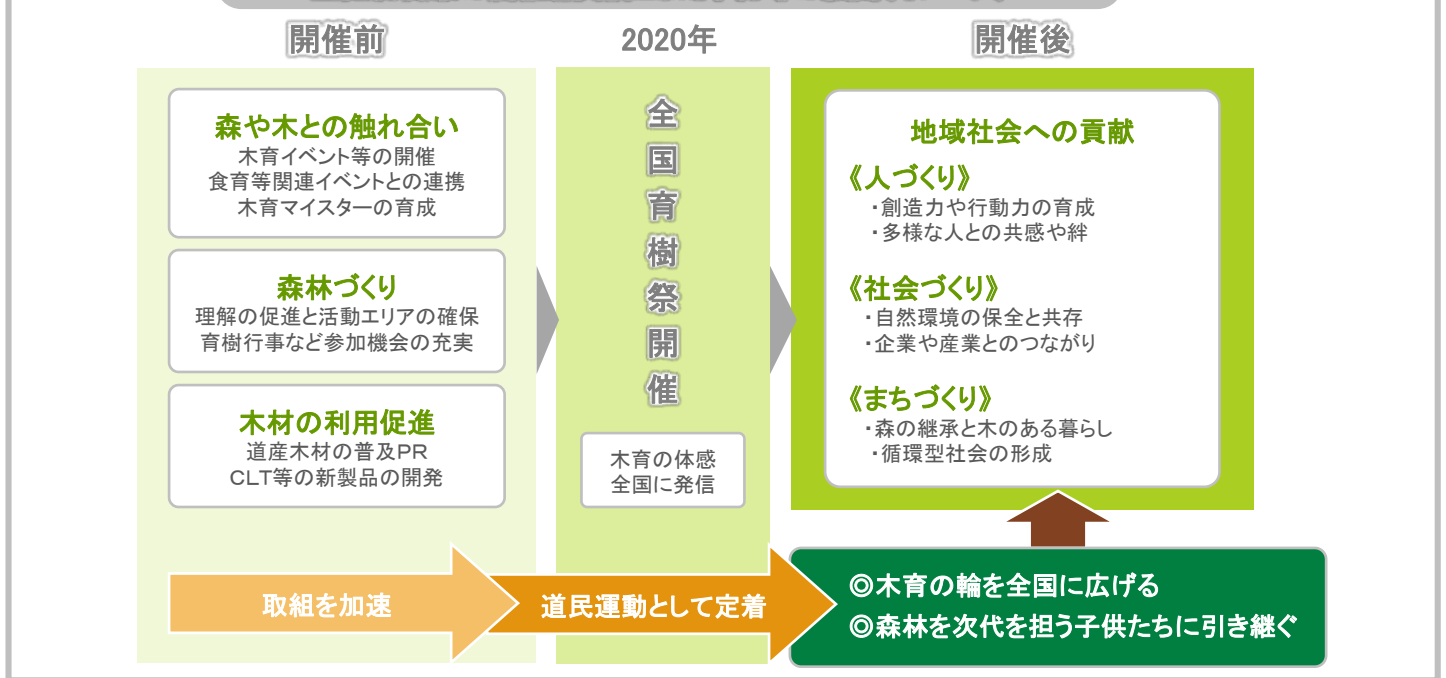 開催前
2020年
開催後
森や木との触れ合い
木育イベント等の開催
食育等関連イベントとの連携
木育マイスターの育成
森林づくり
理解の促進と活動エリアの確保
育樹行事など参加機会の充実
木材の利用促進
道産木材の普及PR
CLT等の新製品の開発
全国育樹祭開催
木育の体感
全国に発信
地域社会への貢献
《人づくり》
・創造力や行動力の育成
・多様な人との共感や絆
《社会づくり》
・自然環境の保全と共存
・企業や産業とのつながり
《まちづくり》
・森の継承と木のある暮らし
・循環型社会の形成
取組を加速
道民運動として定着
◎木育の輪を全国に広げる
◎森林を次代を担う子供たちに引き継ぐ